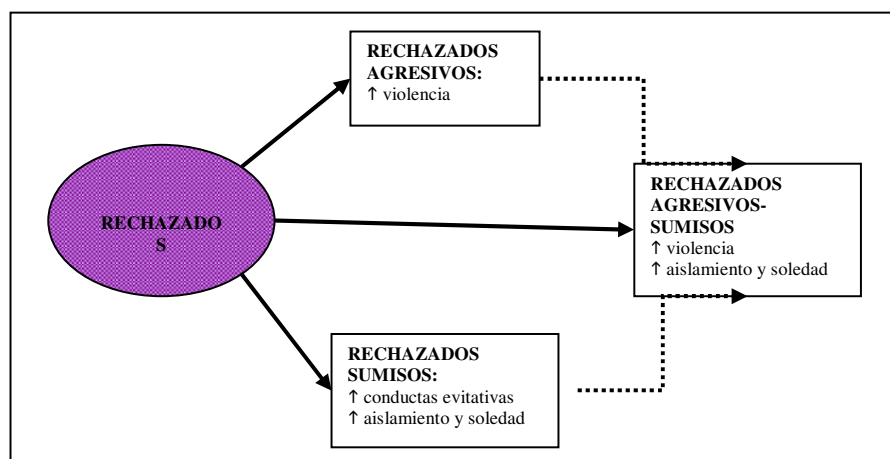 RECHAZADOS
AGRESIVOS:
↑ violencia
RECHAZADO
S
RECHAZADOS
AGRESIVOS-
SUMISOS
↑ violencia
↑ aislamiento y soledad
RECHAZADOS
SUMISOS:
↑ conductas evitativas
↑ aislamiento y soledad